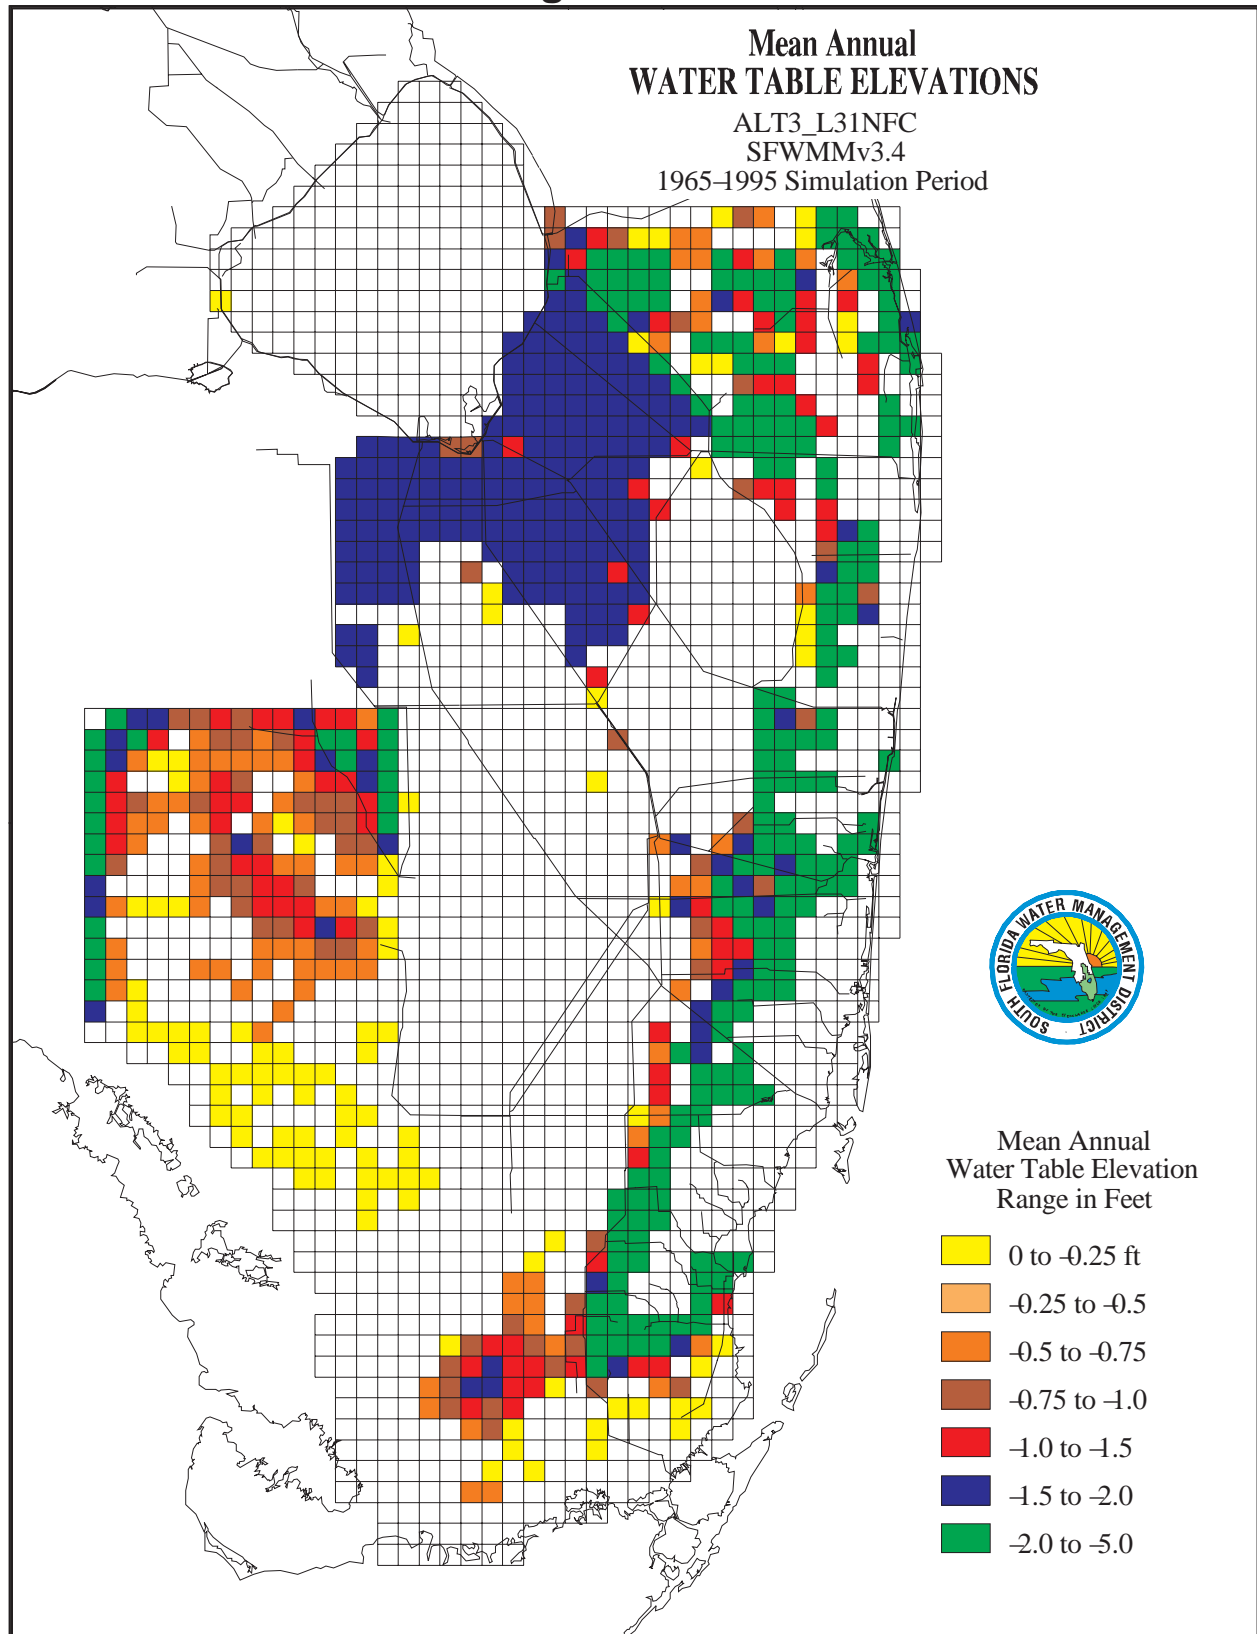 g
Mean Annual
WATER TABLE ELEVATIONS
ALT3_L31NFC
SFWMMv3.4
1965–1995 Simulation Period
SOUTH FLORIDA WATER MANAGEMENT DISTRICT
Mean Annual
Water Table Elevation
Range in Feet
0 to –0.25 ft
–0.25 to –0.5
–0.5 to –0.75
–0.75 to –1.0
–1.0 to –1.5
–1.5 to –2.0
–2.0 to –5.0